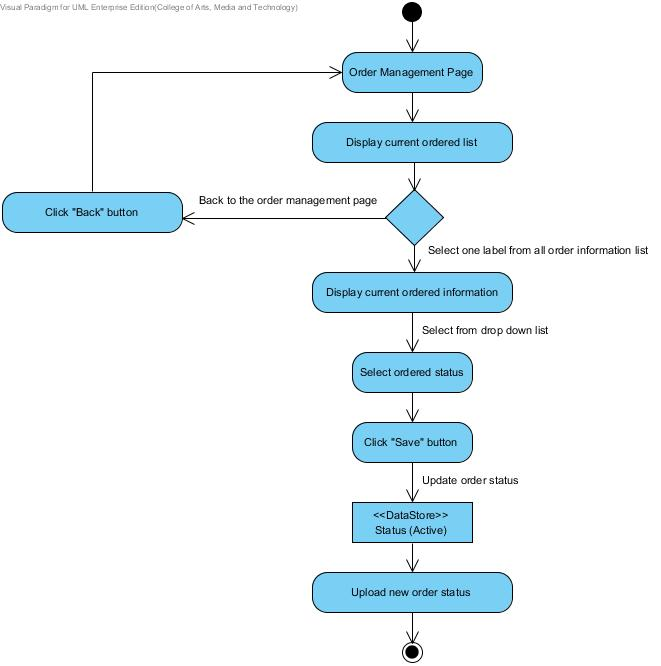 Visual Paradigm for UML Enterprise Edition(College of Arts, Media and Technology)
Order Management Page
Display current ordered list
Back to the order management page
Click "Back" button
Select one label from all order information list
Display current ordered information
Select from drop down list
Select ordered status
Click "Save" button
Update order status
<<DataStore>>
Status (Active)
Upload new order status